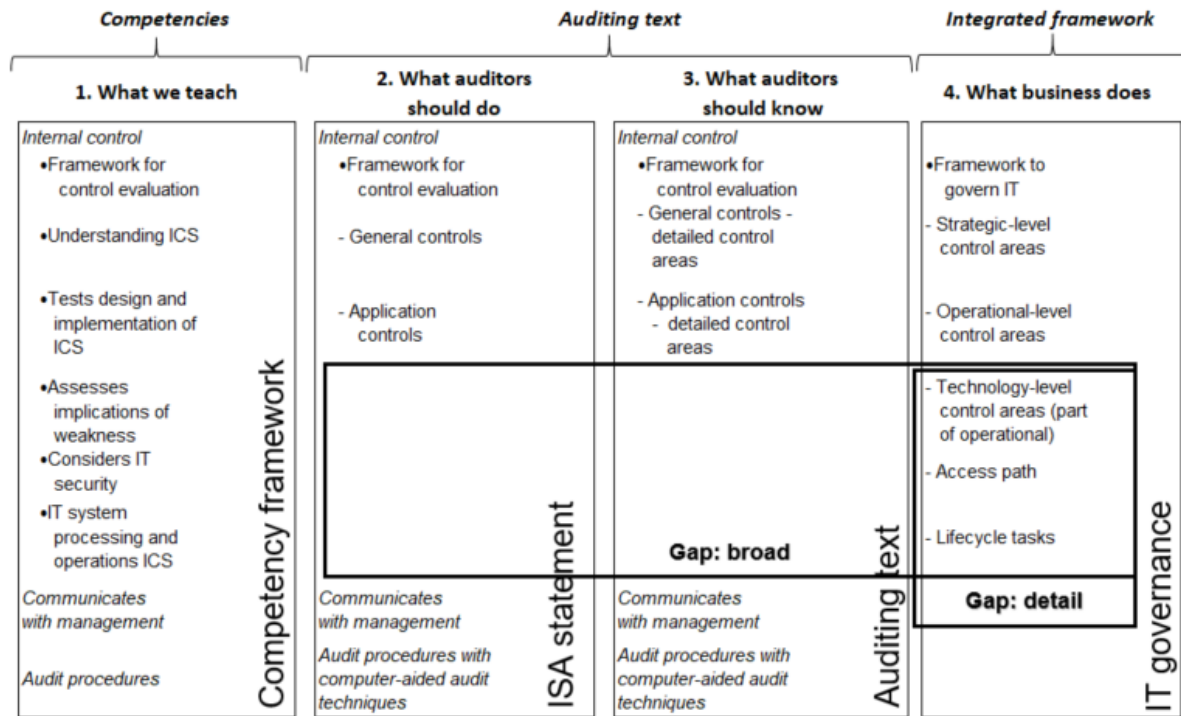 Competencies
Auditing text
Integrated framework
1. What we teach
2. What auditors
should do
3. What auditors
should know
4. What business does
Internal control
•Framework for
control evaluation
•Understanding ICS
•Tests design and
implementation of
ICS
•Assesses
implications of
weakness
•Considers IT
security
•IT system
processing and
operations ICS
Communicates
with management
Audit procedures
Competency framework
Internal control
•Framework for
control evaluation
- General controls
- Application
controls
Communicates
with management
Audit procedures with
computer-aided audit
techniques
ISA statement
Internal control
•Framework for
control evaluation
- General controls -
detailed control
areas
- Application controls
- detailed control
areas
Gap: broad
Communicates
with management
Audit procedures with
computer-aided audit
techniques
Auditing text
•Framework to
govern IT
- Strategic-level
control areas
- Operational-level
control areas
- Technology-level
control areas (part
of operational)
- Access path
- Lifecycle tasks
Gap: detail
IT governance